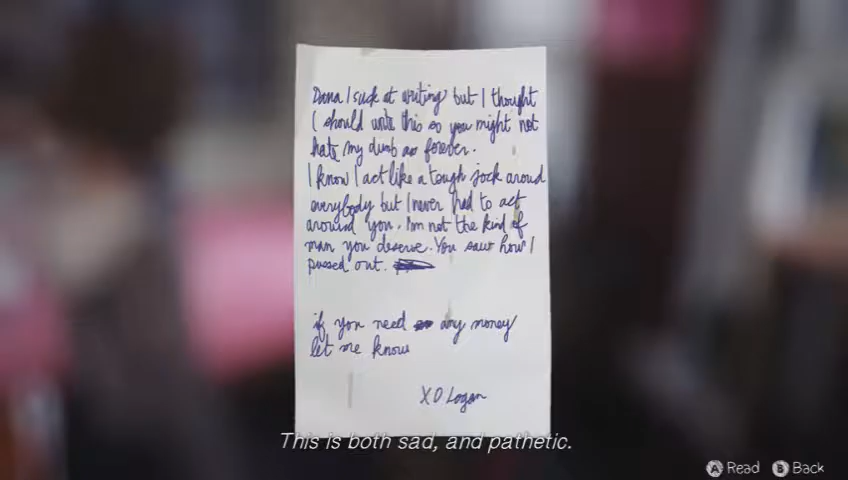 Dana I suck at writing but I thought
I should write this so you might not
hate my dumb ass forever.
I know I act like a tough jock around
everybody but I never had to act
around you. I'm not the kind of
man you deserve. You saw how I
pussed out.
if you need any money
let me know
XO Logan
This is both sad, and pathetic.
A Read B Back